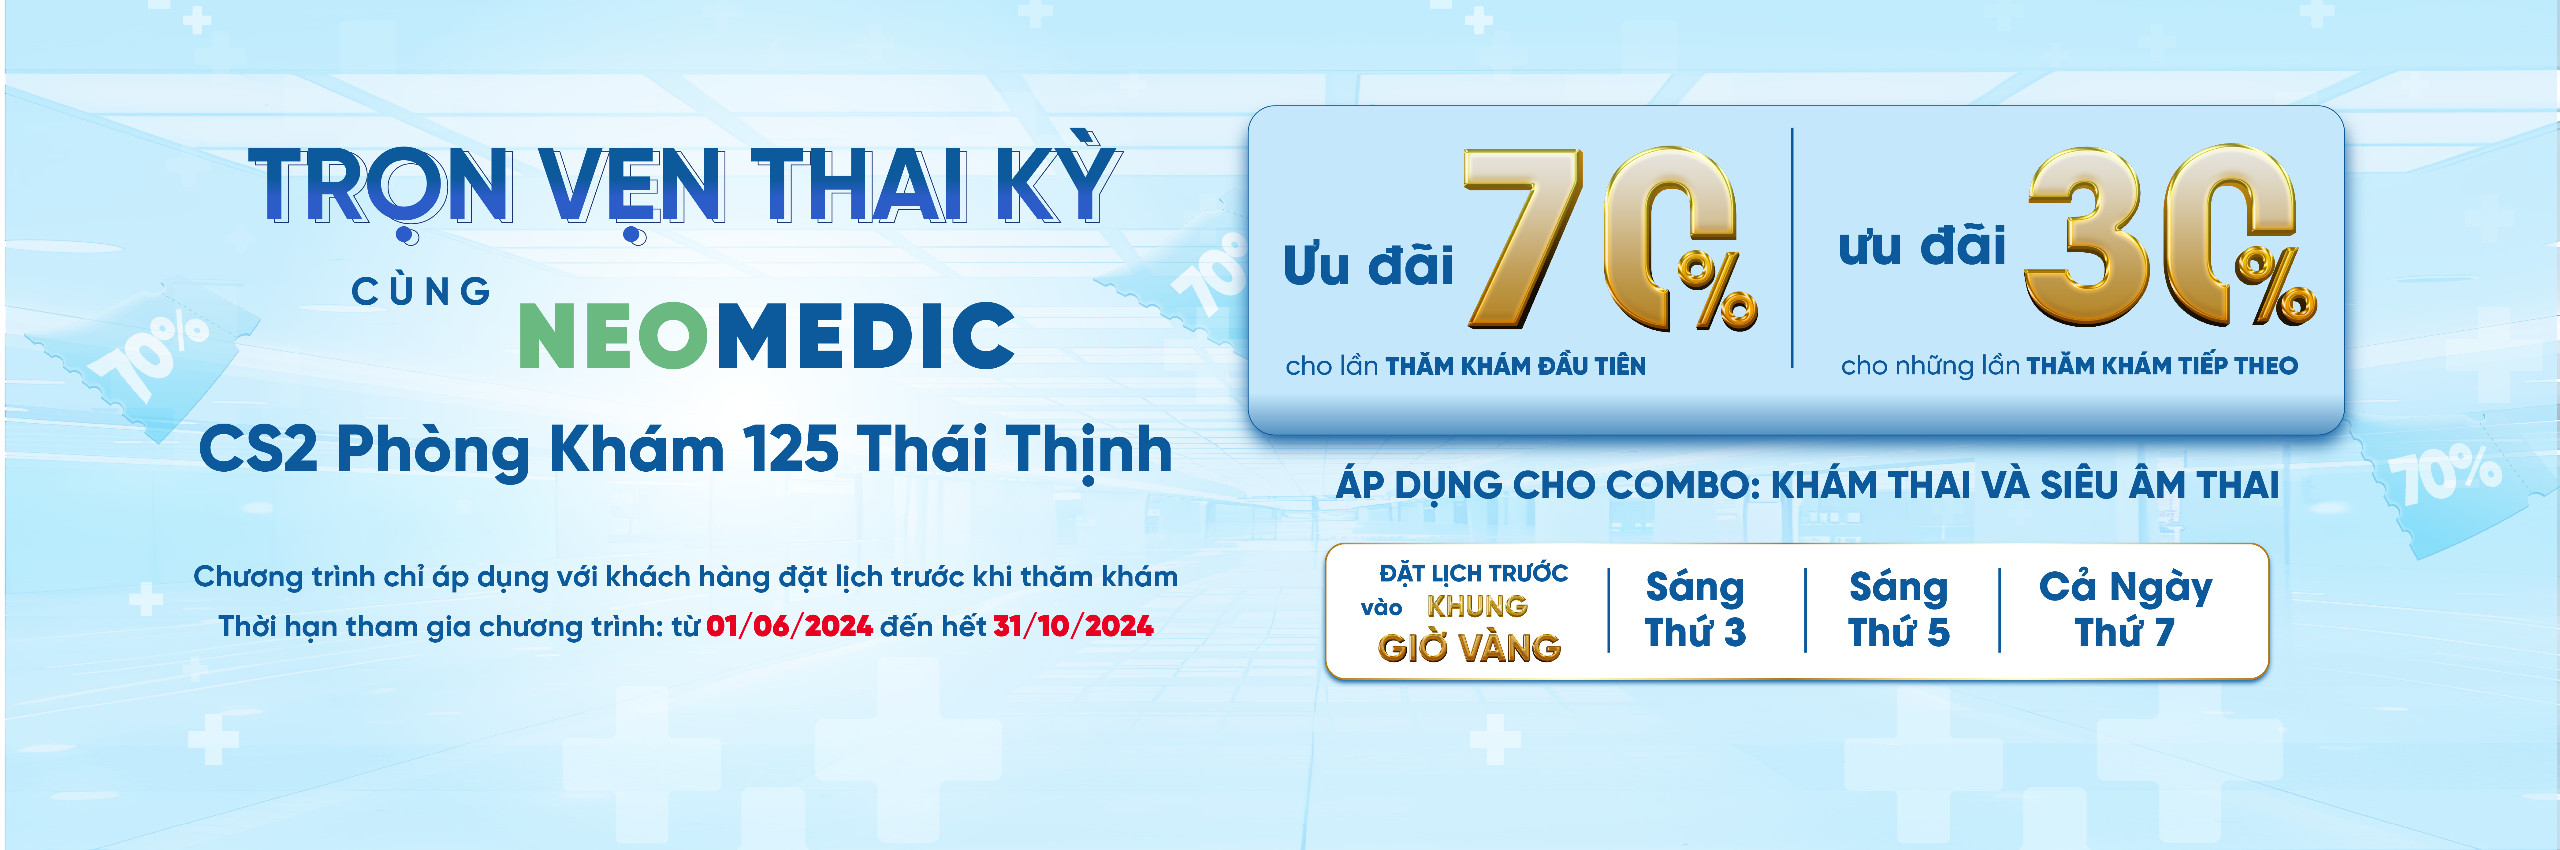 TRỌN VẸN THAI KỲ
CÙNG
NEOMEDIC
CS2 Phòng Khám 125 Thái Thịnh
Chương trình chỉ áp dụng với khách hàng đặt lịch trước khi thăm khám
Thời hạn tham gia chương trình: từ 01/06/2024 đến hết 31/10/2024
Ưu đãi 70%
cho lần THĂM KHÁM ĐẦU TIÊN
ưu đãi 30%
cho những lần THĂM KHÁM TIẾP THEO
ÁP DỤNG CHO COMBO: KHÁM THAI VÀ SIÊU ÂM THAI
ĐẶT LỊCH TRƯỚC
vào KHUNG
GIỜ VÀNG
Sáng
Thứ 3
Sáng
Thứ 5
Cả Ngày
Thứ 7
70%
70%
70%